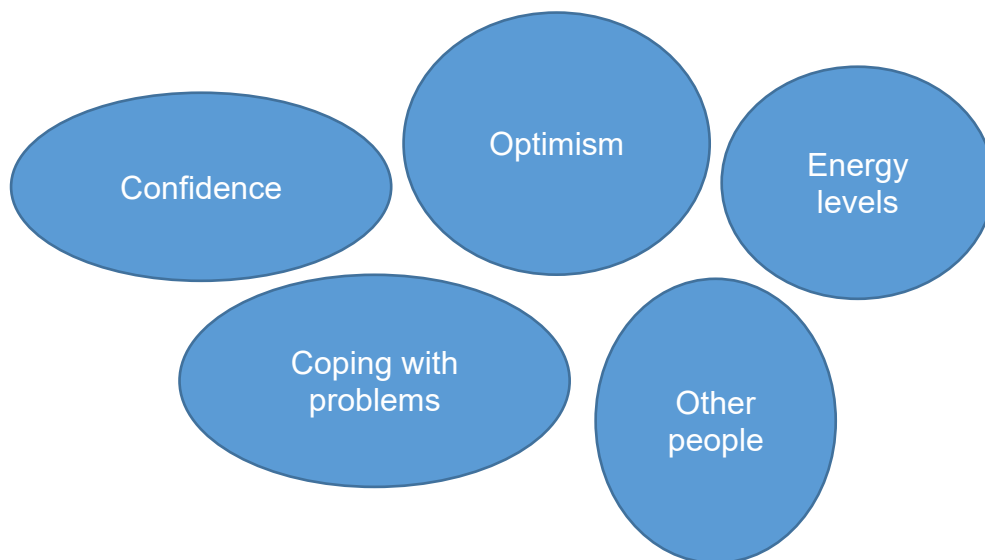 Confidence
Optimism
Energy
levels
Coping with
problems
Other
people